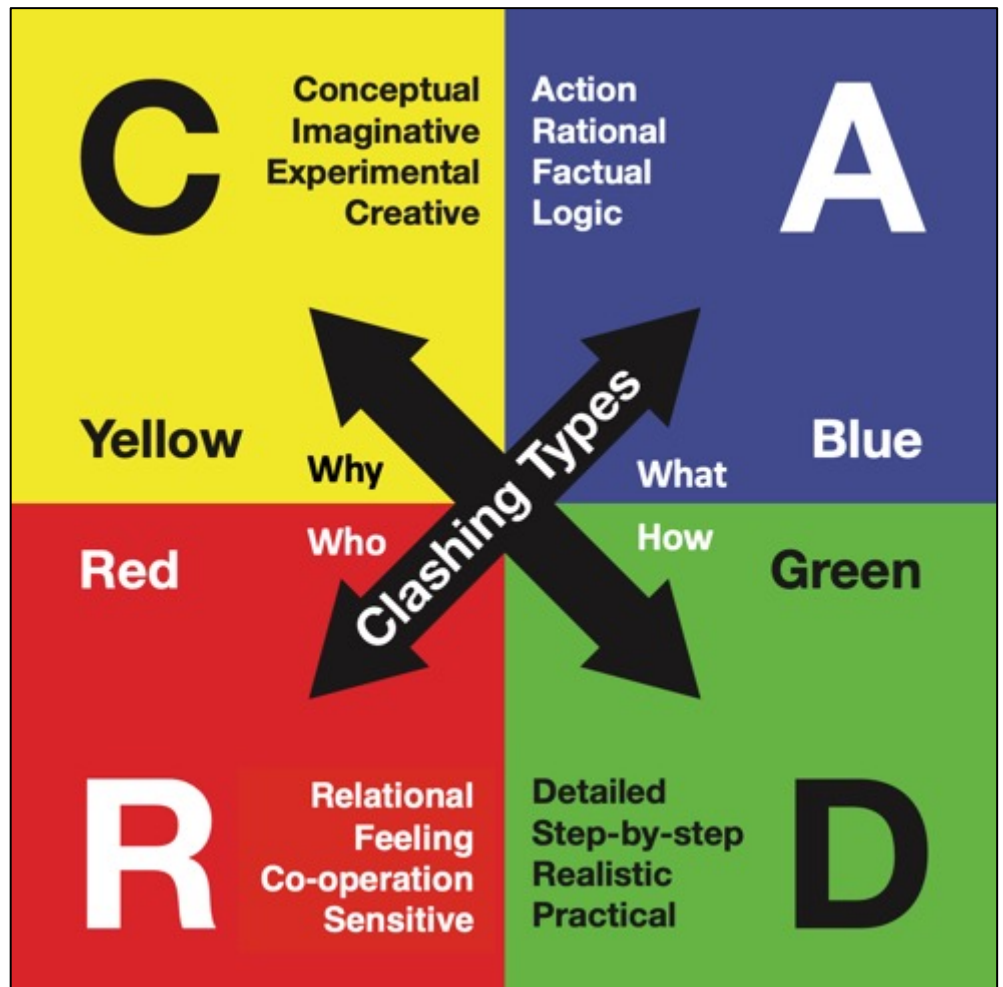 C
Conceptual
Imaginative
Experimental
Creative
Yellow
Why
Action
Rational
Factual
Logic
A
Blue
What
Clashing Types
Red
Who
R
Relational
Feeling
Co-operation
Sensitive
How
Green
Detailed
Step-by-step
Realistic
Practical
D